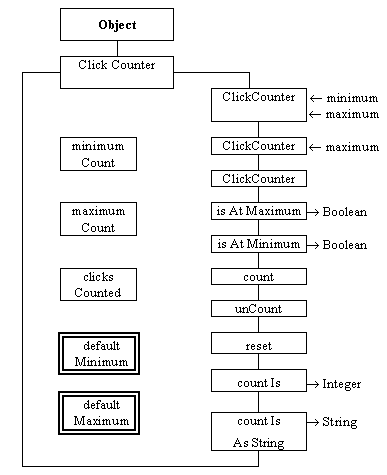 Object
Click Counter
ClickCounter
← minimum
← maximum
minimum
Count
ClickCounter
← maximum
ClickCounter
maximum
Count
is At Maximum
→ Boolean
is At Minimum
→ Boolean
clicks
Counted
count
unCount
default
Minimum
reset
count Is
→ Integer
default
Maximum
count Is
As String
→ String